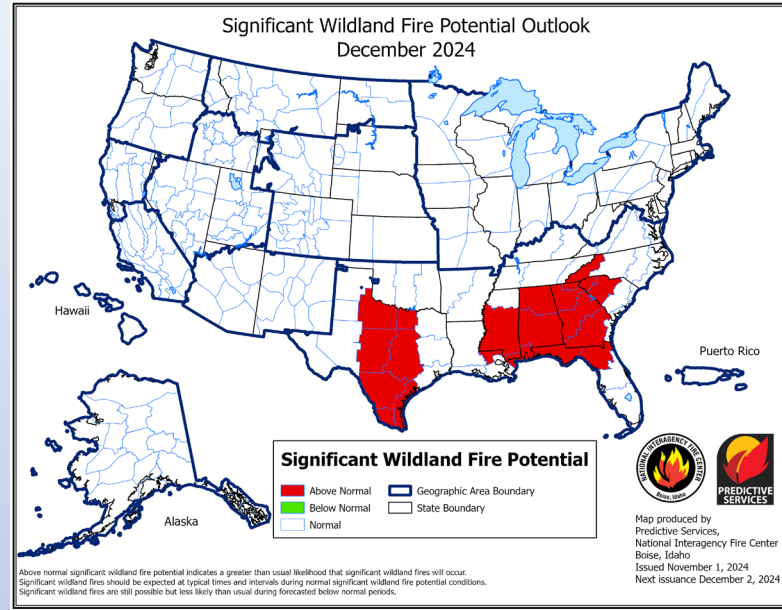 Significant Wildland Fire Potential Outlook
December 2024
Hawaii
Puerto Rico
Alaska
Significant Wildland Fire Potential
Above Normal
Below Normal
Normal
Geographic Area Boundary
State Boundary
NATIONAL INTERAGENCY FIRE CENTER
Boise, Idaho
PREDICTIVE
SERVICES
Map produced by
Predictive Services,
National Interagency Fire Center
Boise, Idaho
Issued November 1, 2024
Next issuance December 2, 2024
Above normal significant wildland fire potential indicates a greater than usual likelihood that significant wildland fires will occur.
Significant wildland fires should be expected at typical times and intervals during normal significant wildland fire potential conditions.
Significant wildland fires are still possible but less likely than usual during forecasted below normal periods.